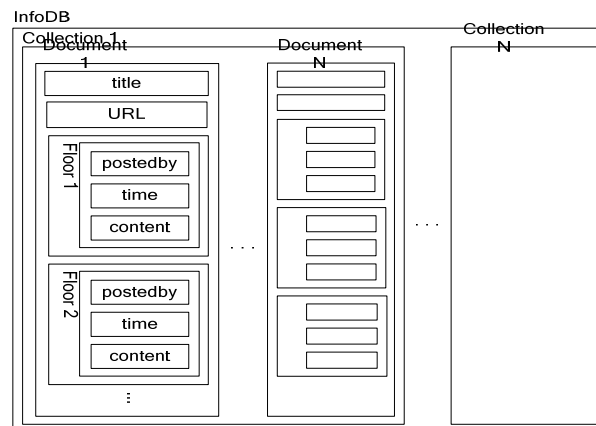 InfoDB
Collection 1
Document
1
title
URL
Floor 1
postedby
time
content
Floor 2
postedby
time
content
...
. . .
Document
N
. . .
Collection
N